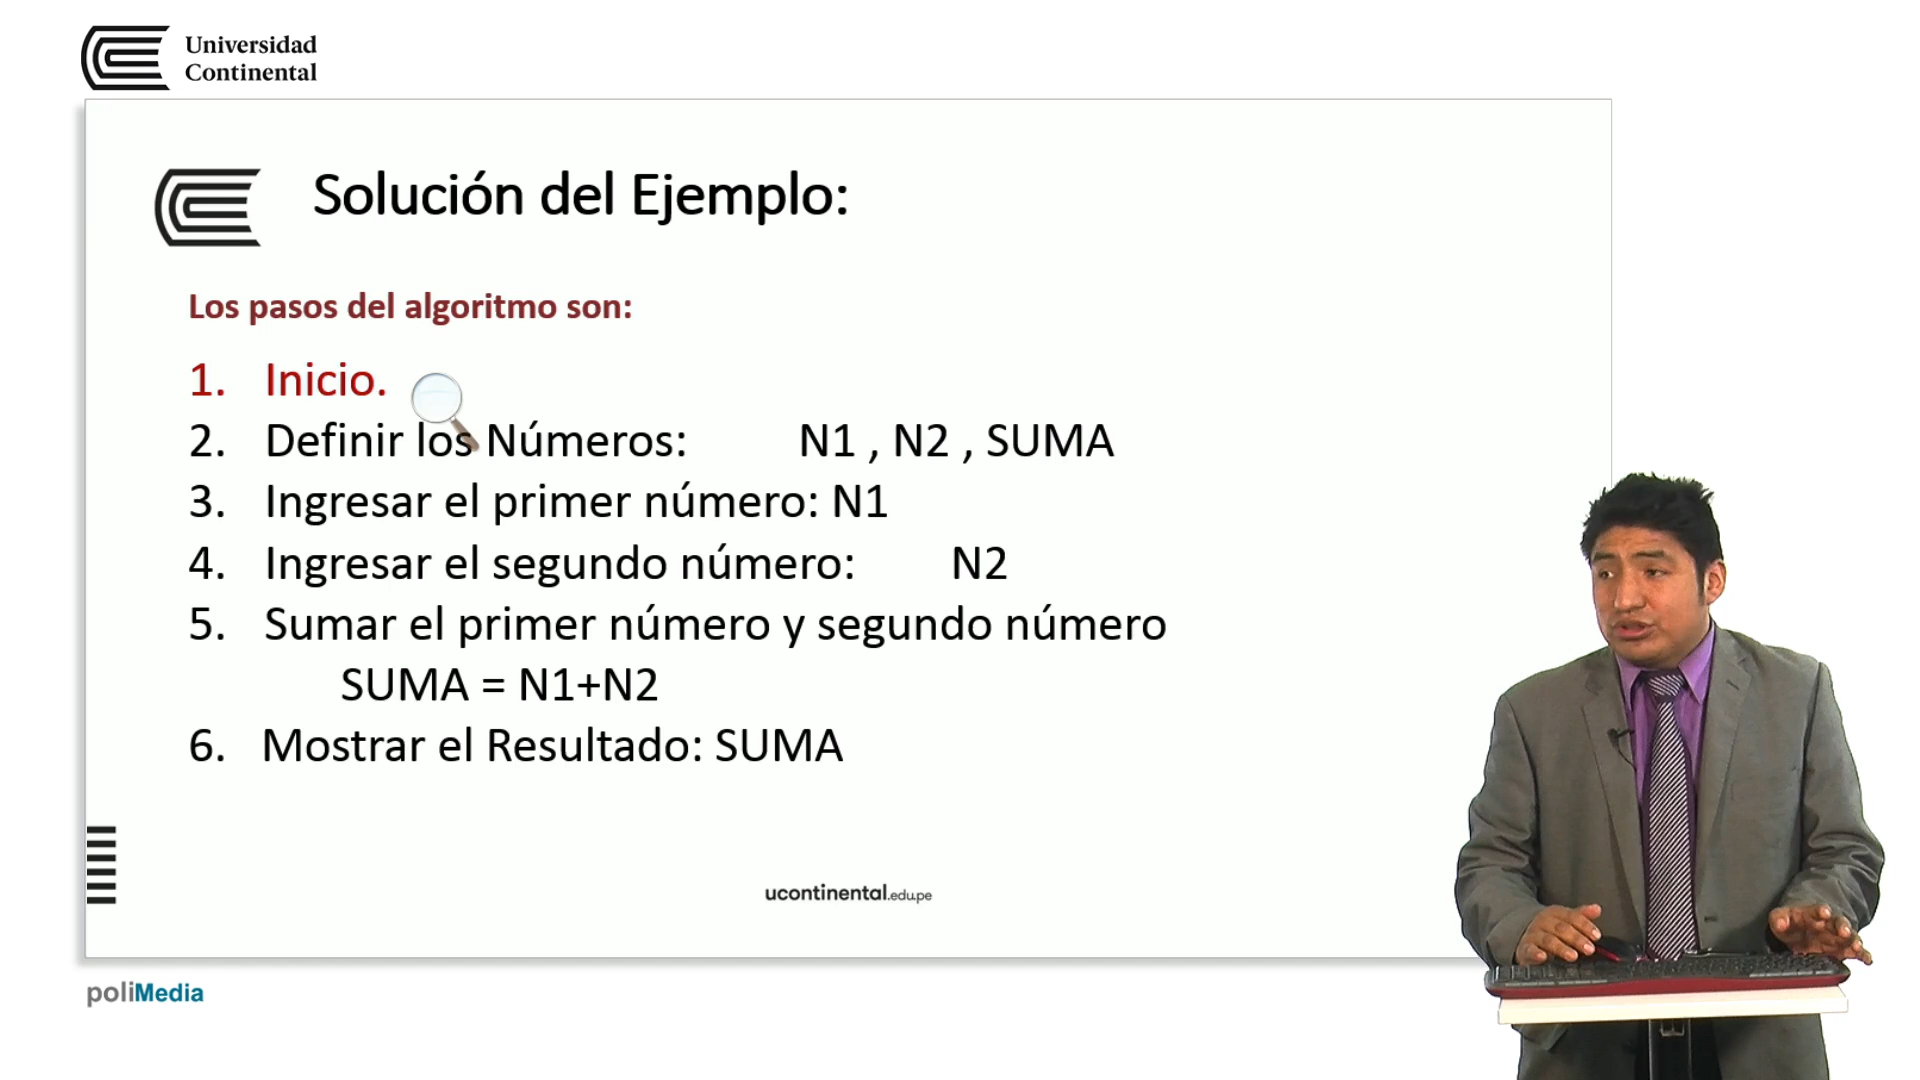 Universidad
Continental
Solución del Ejemplo:
Los pasos del algoritmo son:
1. Inicio.
2. Definir los Números: N1 , N2 , SUMA
3. Ingresar el primer número: N1
4. Ingresar el segundo número: N2
5. Sumar el primer número y segundo número
SUMA = N1+N2
6. Mostrar el Resultado: SUMA
ucontinental.edu.pe
poliMedia